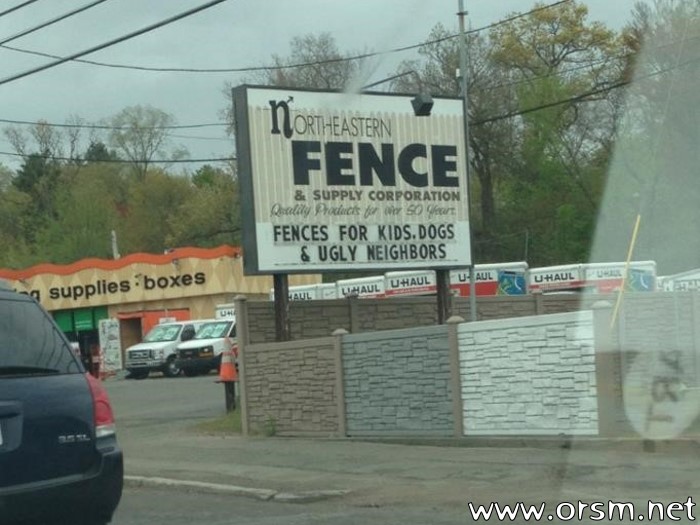 northeastern
FENCE
& SUPPLY CORPORATION
Quality Products for over 50 Years
FENCES FOR KIDS.DOGS
& UGLY NEIGHBORS
supplies : boxes
U-HAUL
U-HAUL
U-HAUL
U-HAUL
U-HAUL
U-HAUL
www.orsm.net